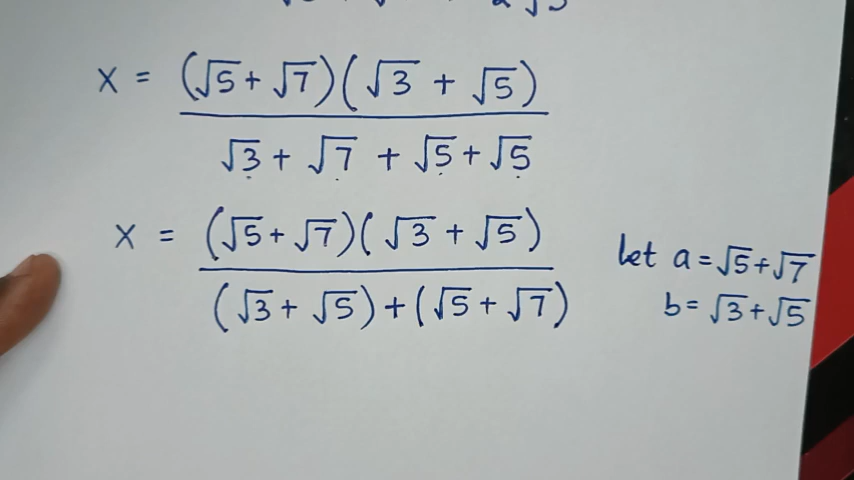 x = (√5 + √7)(√3 + √5)
√3 + √7 + √5 + √5
x = (√5 + √7)(√3 + √5)
(√3 + √5) + (√5 + √7)
let a = √5 + √7
b = √3 + √5